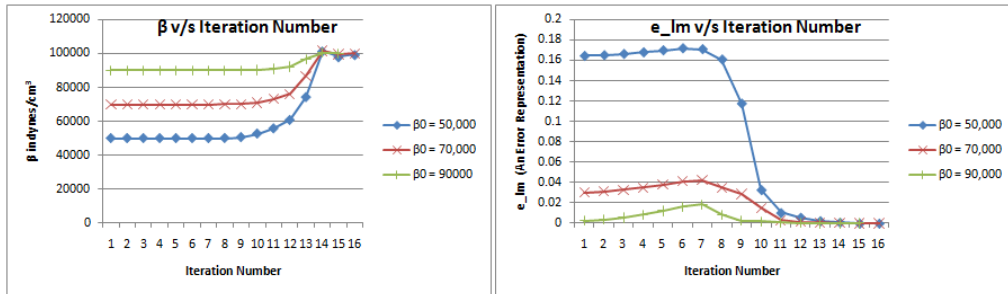 β v/s Iteration Number
β indynes/cm³
120000
100000
80000
60000
40000
20000
0
1 2 3 4 5 6 7 8 9 10 11 12 13 14 15 16
Iteration Number
β0 = 50,000
β0 = 70,000
β0 = 90000
e_lm v/s Iteration Number
e_lm (An Error Representation)
0.2
0.18
0.16
0.14
0.12
0.1
0.08
0.06
0.04
0.02
0
1 2 3 4 5 6 7 8 9 10 11 12 13 14 15 16
Iteration Number
β0 = 50,000
β0 = 70,000
β0 = 90,000